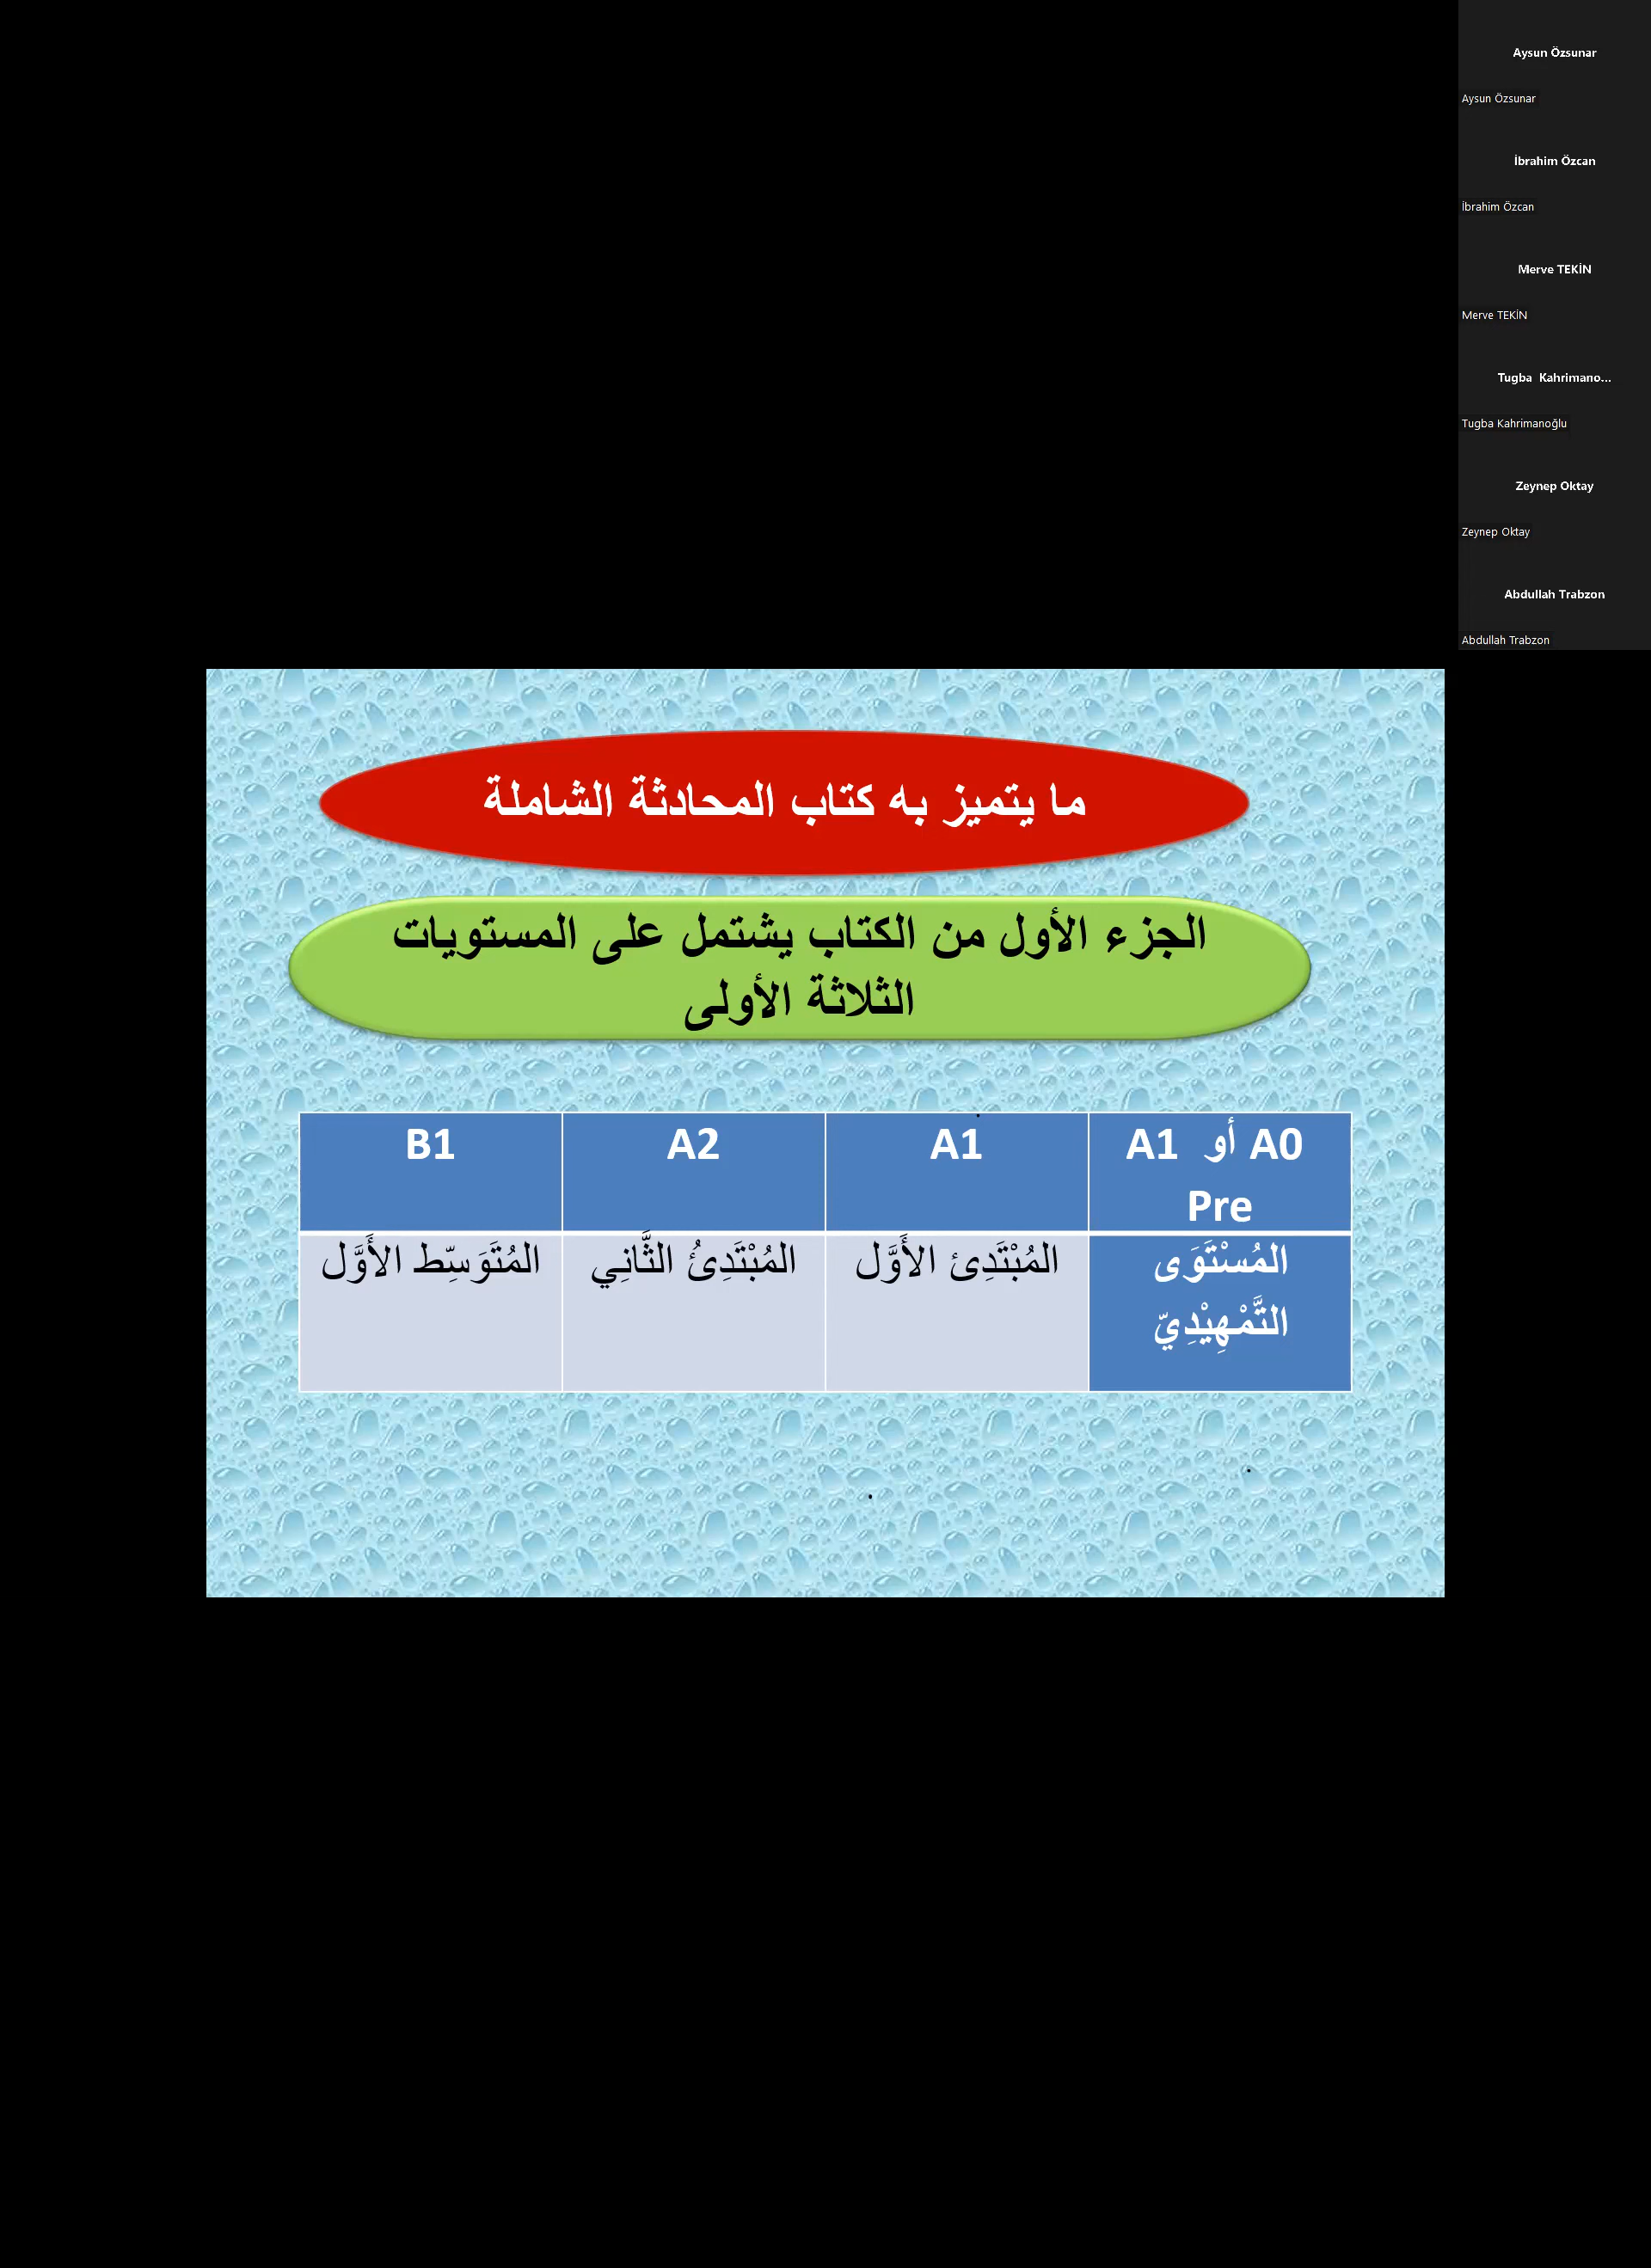 Aysun Özsunar
Aysun Özsunar
İbrahim Özcan
İbrahim Özcan
Merve TEKİN
Merve TEKİN
Tugba Kahrimano...
Tugba Kahrimanoğlu
Zeynep Oktay
Zeynep Oktay
Abdullah Trabzon
Abdullah Trabzon
ما يتميز به كتاب المحادثة الشاملة
الجزء الأول من الكتاب يشتمل على المستويات
الثلاثة الأولى
A0 أو A1
Pre
A1
A2
B1
المُسْتَوَى
التَّمْهِيْدِيّ
المُبْتَدِئ الأَوَّل
المُبْتَدِئُ الثَّانِي
المُتَوَسِّط الأَوَّل